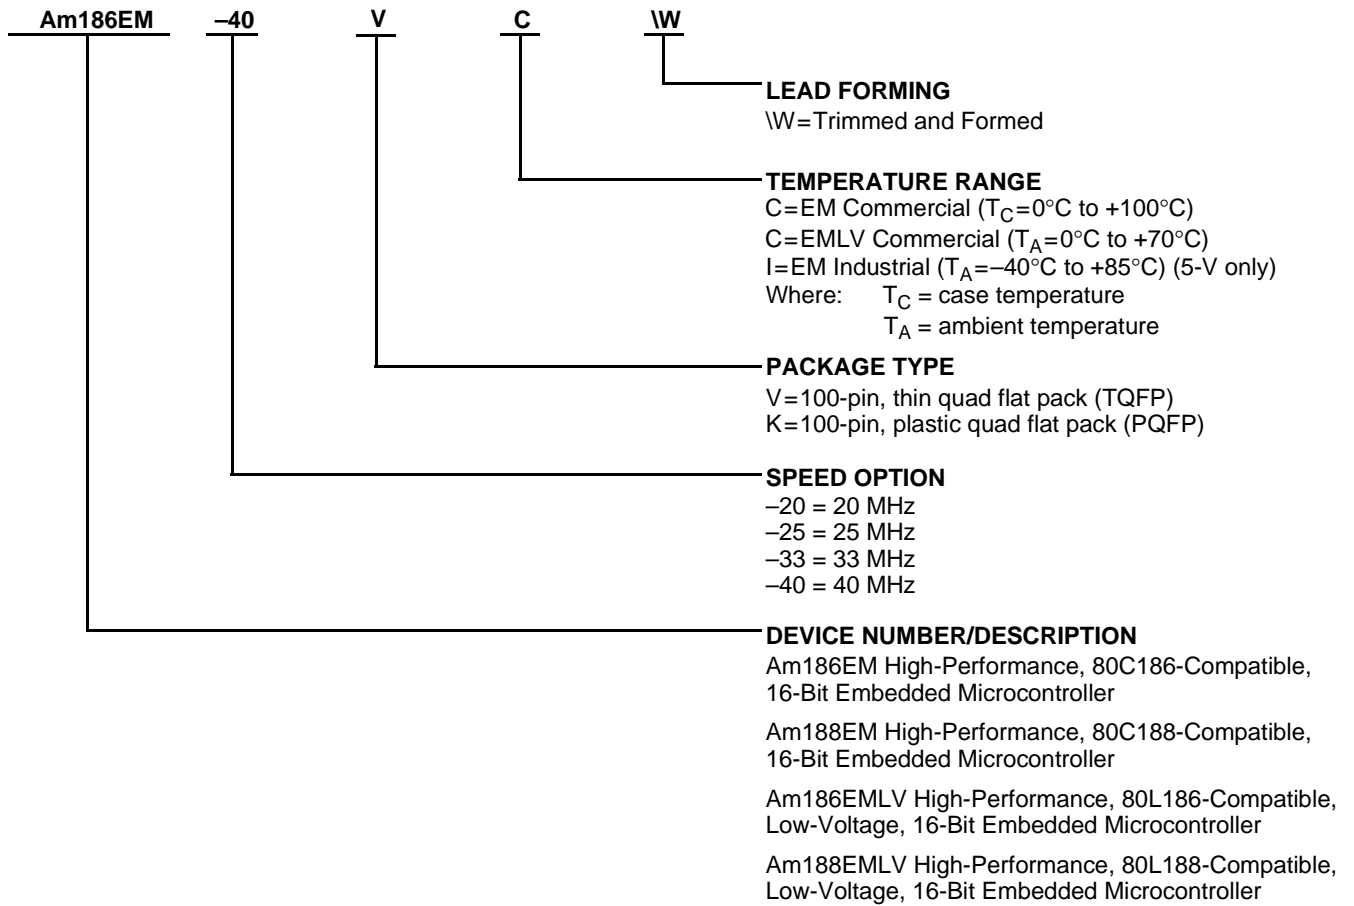 Am186EM –40 V C \W
LEAD FORMING
\W=Trimmed and Formed
TEMPERATURE RANGE
C=EM Commercial (TC=0°C to +100°C)
C=EMLV Commercial (TA=0°C to +70°C)
I=EM Industrial (TA=–40°C to +85°C) (5-V only)
Where: TC = case temperature
TA = ambient temperature
PACKAGE TYPE
V=100-pin, thin quad flat pack (TQFP)
K=100-pin, plastic quad flat pack (PQFP)
SPEED OPTION
–20 = 20 MHz
–25 = 25 MHz
–33 = 33 MHz
–40 = 40 MHz
DEVICE NUMBER/DESCRIPTION
Am186EM High-Performance, 80C186-Compatible,
16-Bit Embedded Microcontroller
Am188EM High-Performance, 80C188-Compatible,
16-Bit Embedded Microcontroller
Am186EMLV High-Performance, 80L186-Compatible,
Low-Voltage, 16-Bit Embedded Microcontroller
Am188EMLV High-Performance, 80L188-Compatible,
Low-Voltage, 16-Bit Embedded Microcontroller